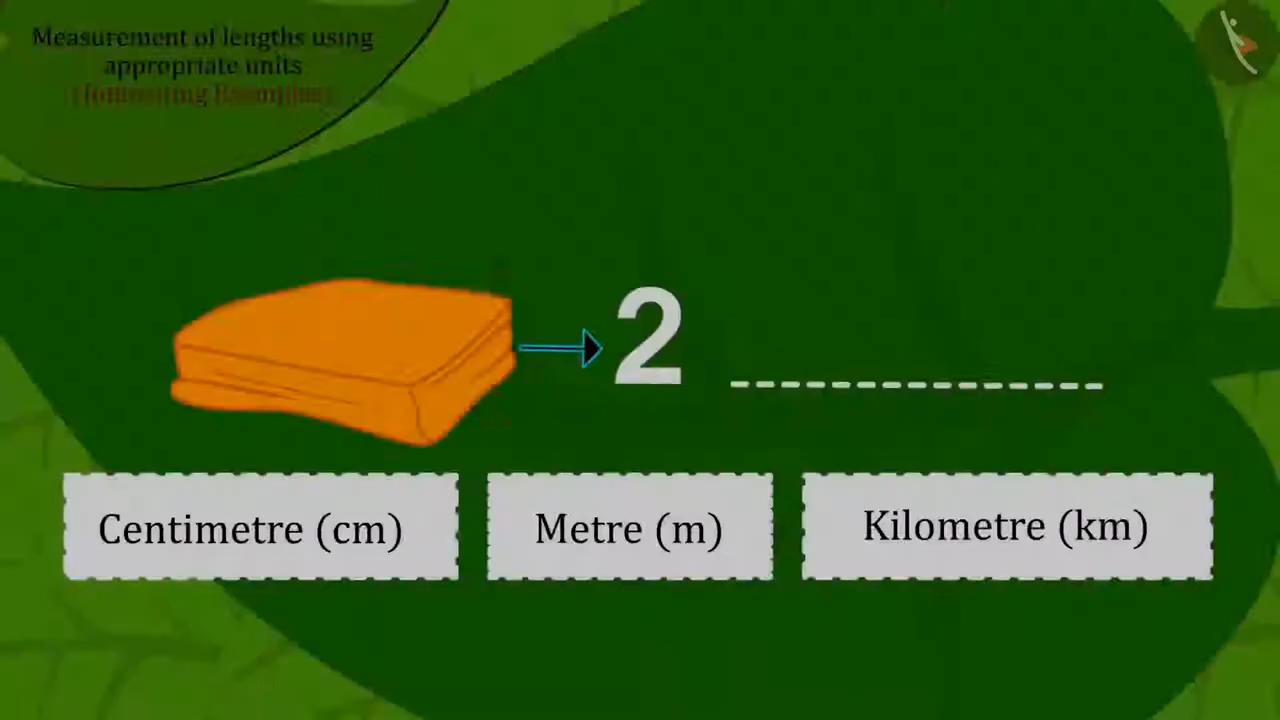 Measurement of lengths using
appropriate units
2
Centimetre (cm)
Metre (m)
Kilometre (km)